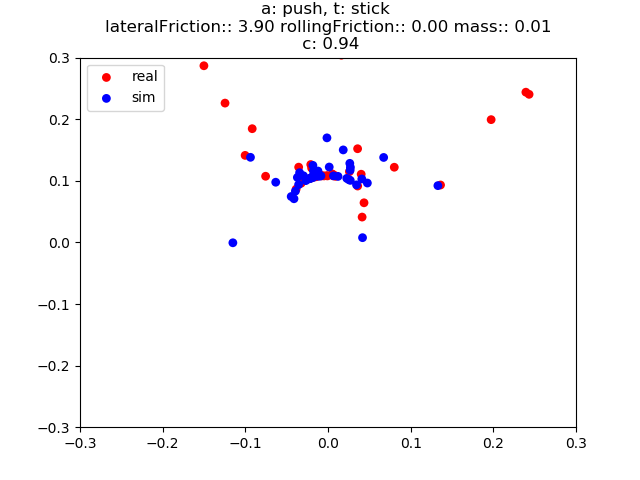 a: push, t: stick
lateralFriction:: 3.90 rollingFriction:: 0.00 mass:: 0.01
c: 0.94
real
sim
0.3
0.2
0.1
0.0
−0.1
−0.2
−0.3
−0.3
−0.2
−0.1
0.0
0.1
0.2
0.3